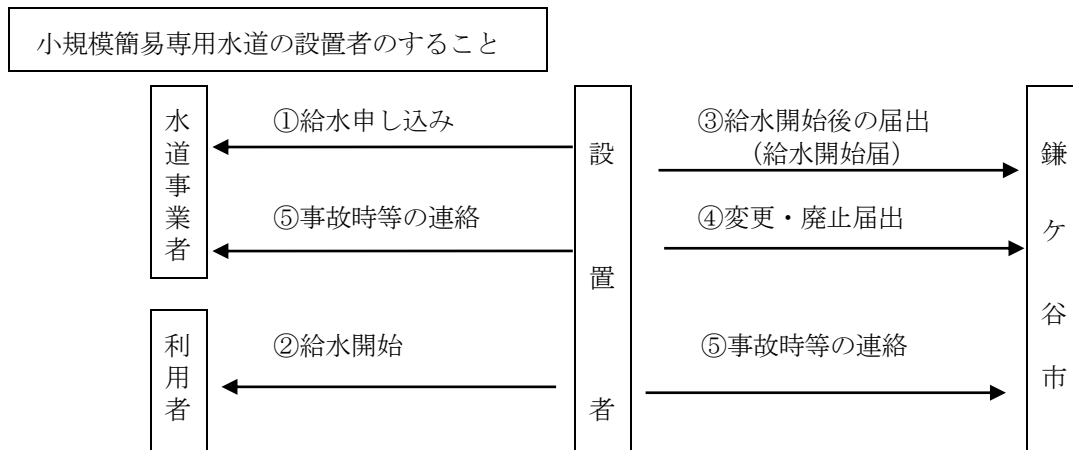 小規模簡易専用水道の設置者のすること
水道事業者
①給水申し込み
⑤事故時等の連絡
利用者
②給水開始
設置者
③給水開始後の届出
（給水開始届）
④変更・廃止届出
⑤事故時等の連絡
鎌ケ谷市